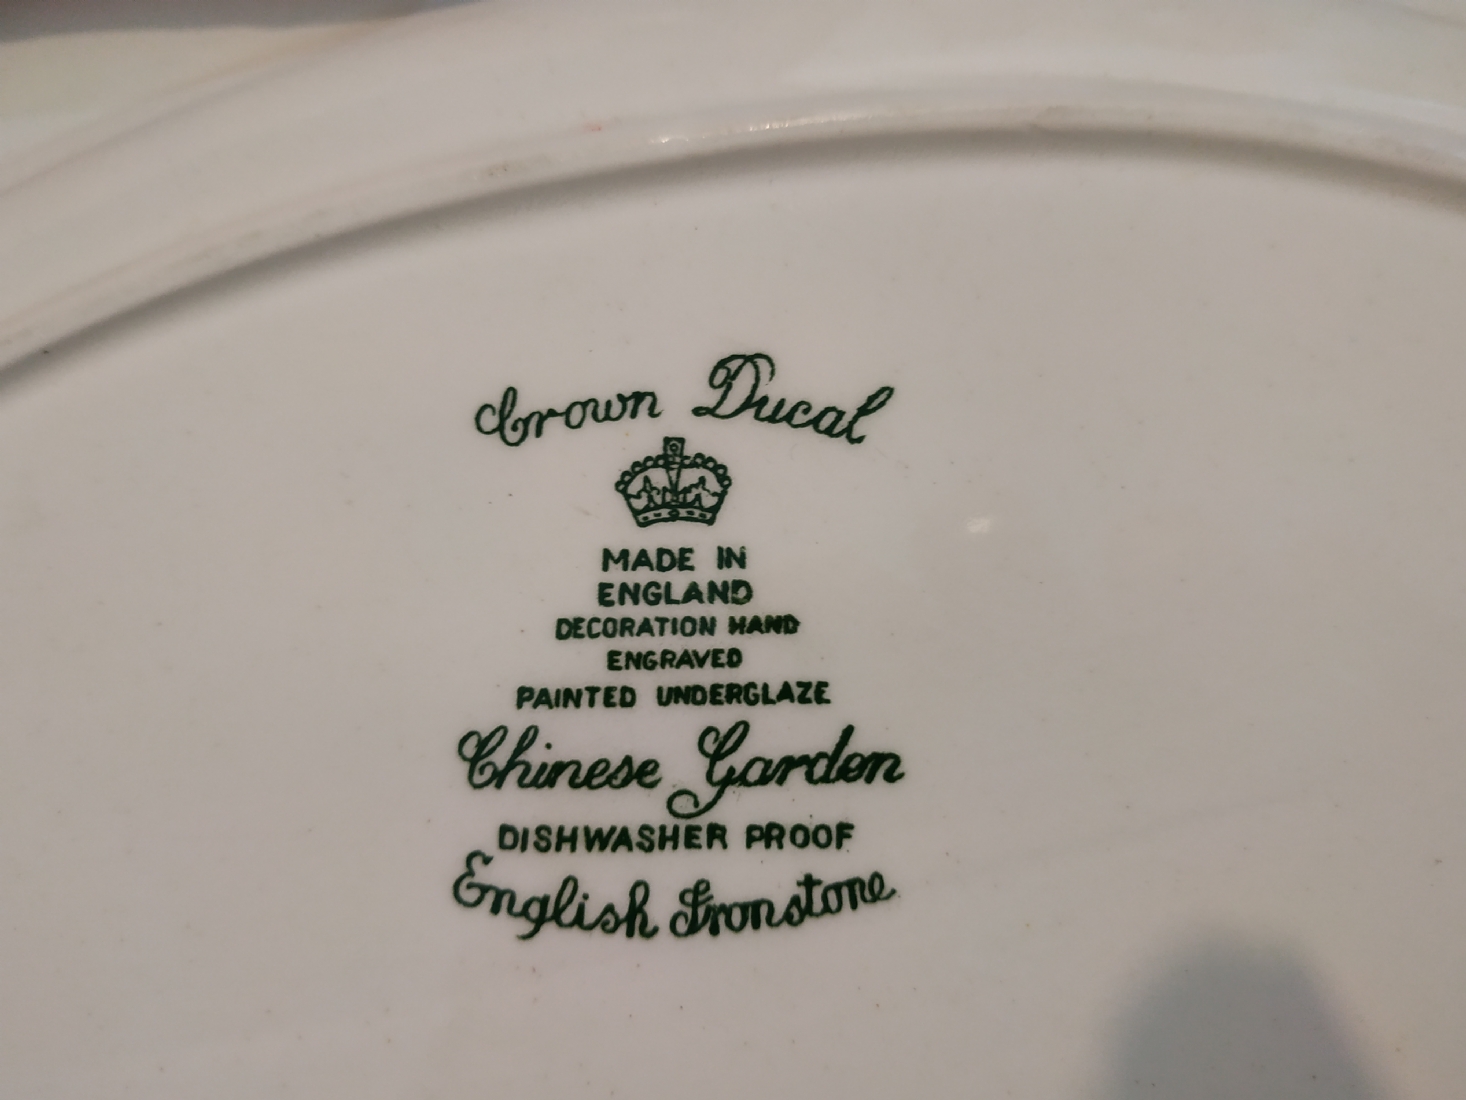 Crown Ducal
MADE IN
ENGLAND
DECORATION HAND
ENGRAVED
PAINTED UNDERGLAZE
Chinese Garden
DISHWASHER PROOF
English Ironstone